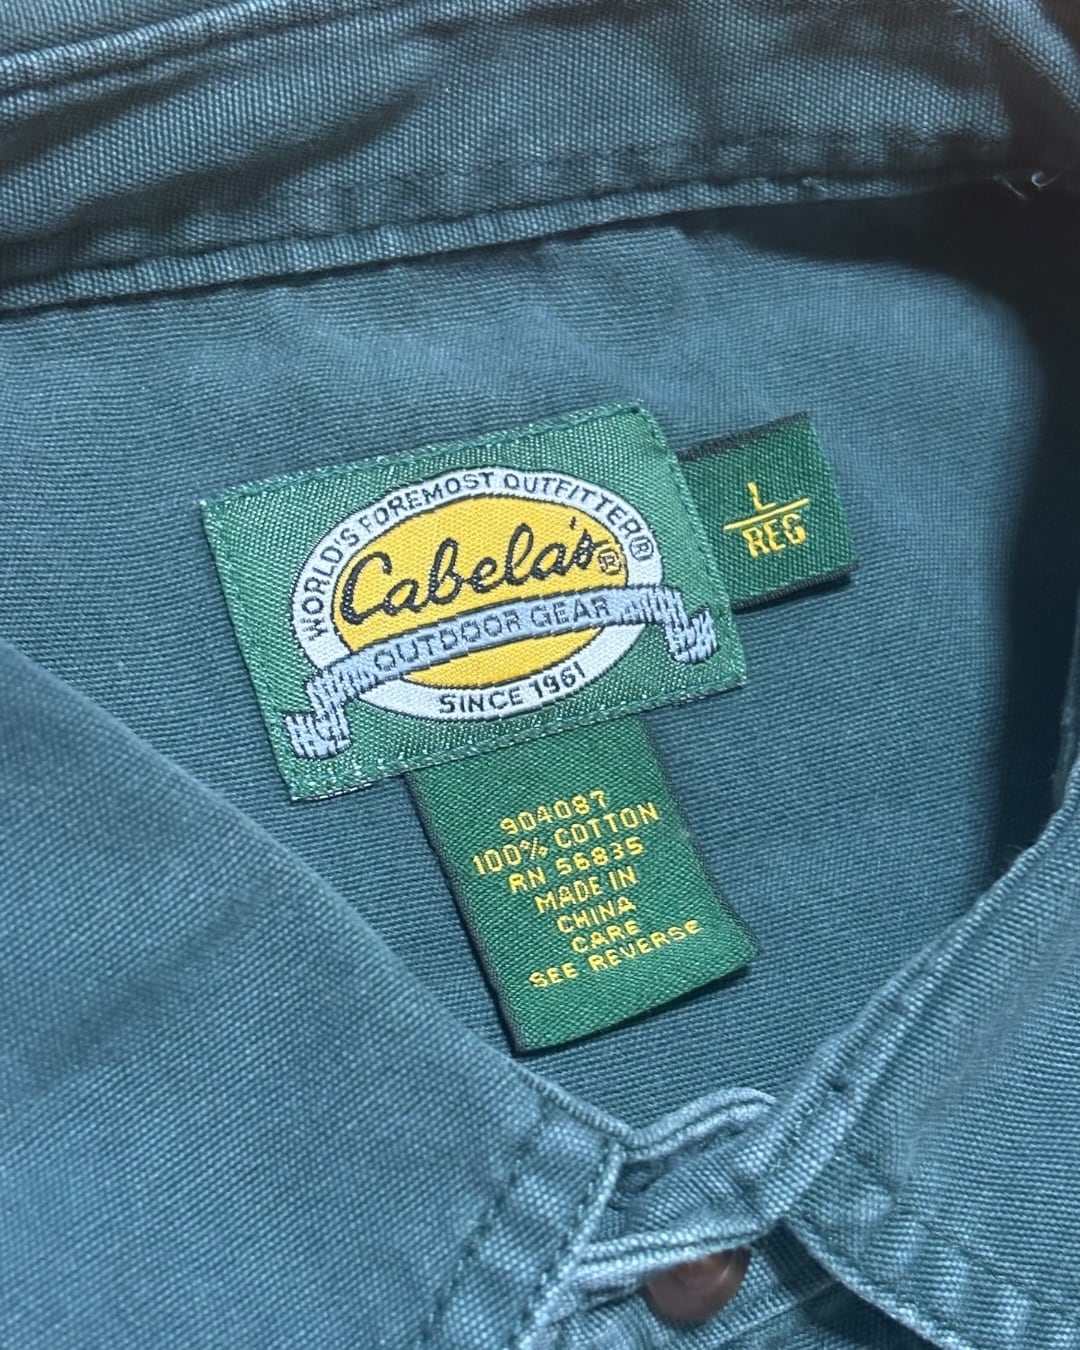 WORLD'S FOREMOST OUTFITTER®
Cabela's®
OUTDOOR GEAR
SINCE 1961
L
REG
904087
100% COTTON
RN 56835
MADE IN
CHINA
CARE
SEE REVERSE